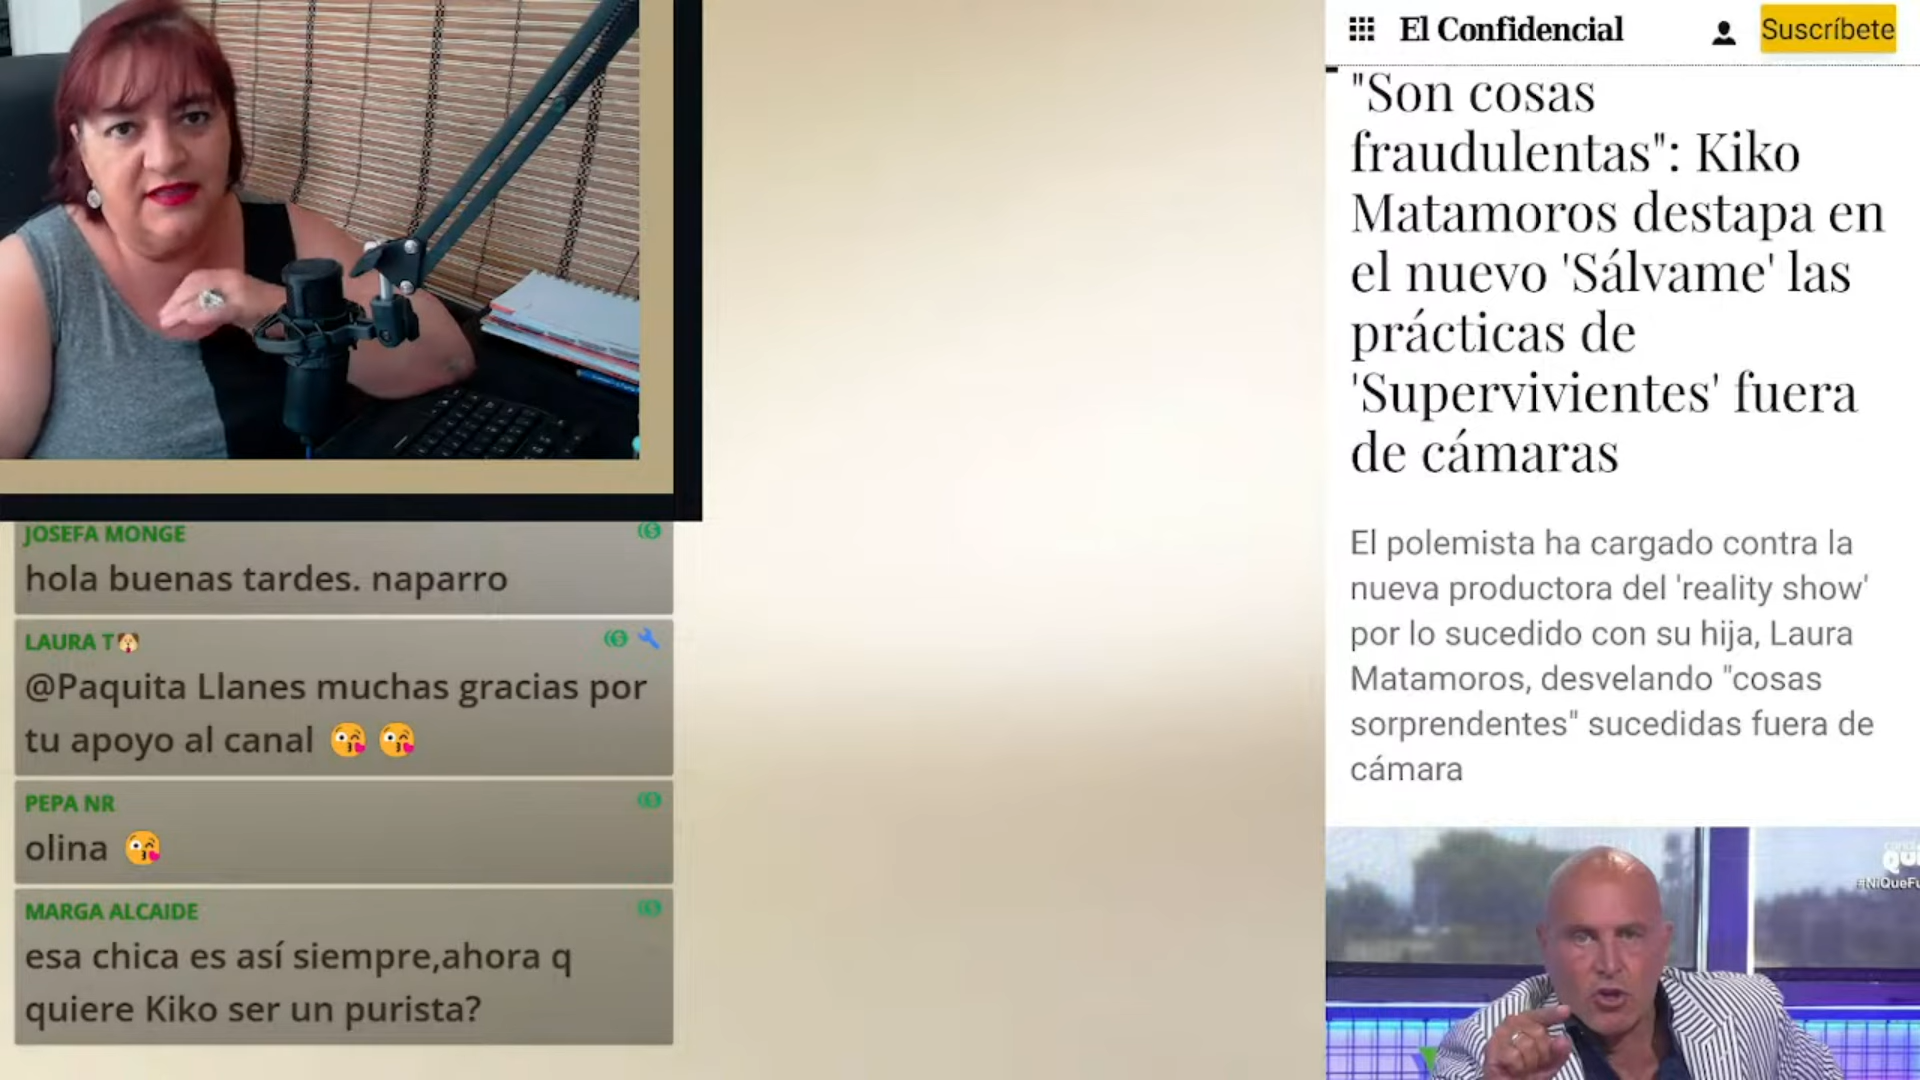 JOSEFA MONGE
hola buenas tardes. naparro
LAURA T
@Paquita Llanes muchas gracias por
tu apoyo al canal
PEPA NR
olina
MARGA ALCAIDE
esa chica es así siempre,ahora q
quiere Kiko ser un purista?
El Confidencial
Suscríbete
"Son cosas
fraudulentas": Kiko
Matamoros destapa en
el nuevo 'Sálvame' las
prácticas de
'Supervivientes' fuera
de cámaras
El polemista ha cargado contra la
nueva productora del 'reality show'
por lo sucedido con su hija, Laura
Matamoros, desvelando "cosas
sorprendentes" sucedidas fuera de
cámara
#NiQueFu